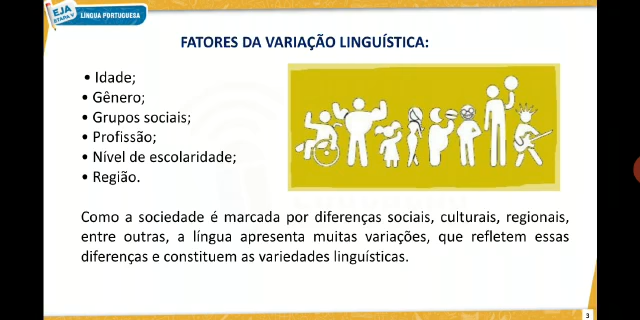 EJA
ETAPA V
LÍNGUA PORTUGUESA
FATORES DA VARIAÇÃO LINGUÍSTICA:
• Idade;
• Gênero;
• Grupos sociais;
• Profissão;
• Nível de escolaridade;
• Região.
Como a sociedade é marcada por diferenças sociais, culturais, regionais,
entre outras, a língua apresenta muitas variações, que refletem essas
diferenças e constituem as variedades linguísticas.
3